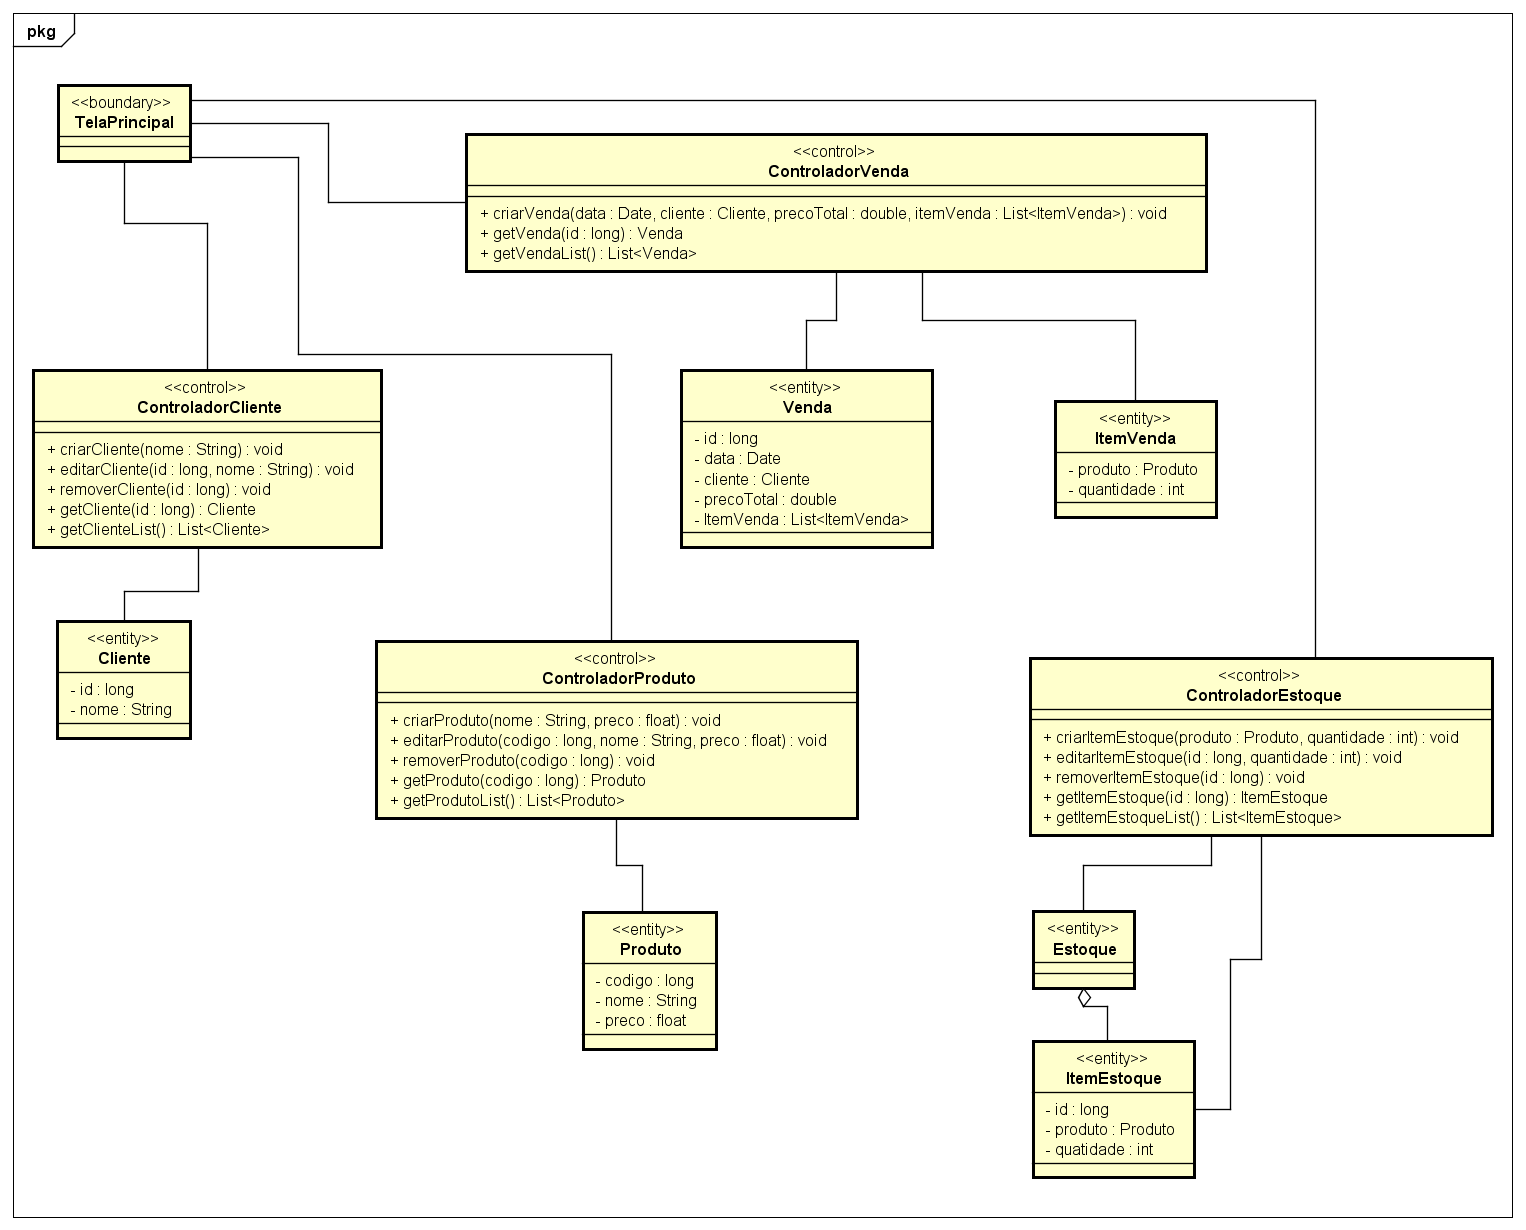 pkg
<<boundary>>
TelaPrincipal
<<control>>
ControladorVenda
+ criarVenda(data : Date, cliente : Cliente, precoTotal : double, itemVenda : List<ItemVenda>) : void
+ getVenda(id : long) : Venda
+ getVendaList() : List<Venda>
<<control>>
ControladorCliente
+ criarCliente(nome : String) : void
+ editarCliente(id : long, nome : String) : void
+ removerCliente(id : long) : void
+ getCliente(id : long) : Cliente
+ getClienteList() : List<Cliente>
<<entity>>
Venda
- id : long
- data : Date
- cliente : Cliente
- precoTotal : double
- ItemVenda : List<ItemVenda>
<<entity>>
ItemVenda
- produto : Produto
- quantidade : int
<<entity>>
Cliente
- id : long
- nome : String
<<control>>
ControladorProduto
+ criarProduto(nome : String, preco : float) : void
+ editarProduto(codigo : long, nome : String, preco : float) : void
+ removerProduto(codigo : long) : void
+ getProduto(codigo : long) : Produto
+ getProdutoList() : List<Produto>
<<control>>
ControladorEstoque
+ criarItemEstoque(produto : Produto, quantidade : int) : void
+ editarItemEstoque(id : long, quantidade : int) : void
+ removerItemEstoque(id : long) : void
+ getItemEstoque(id : long) : ItemEstoque
+ getItemEstoqueList() : List<ItemEstoque>
<<entity>>
Produto
- codigo : long
- nome : String
- preco : float
<<entity>>
Estoque
<<entity>>
ItemEstoque
- id : long
- produto : Produto
- quatidade : int